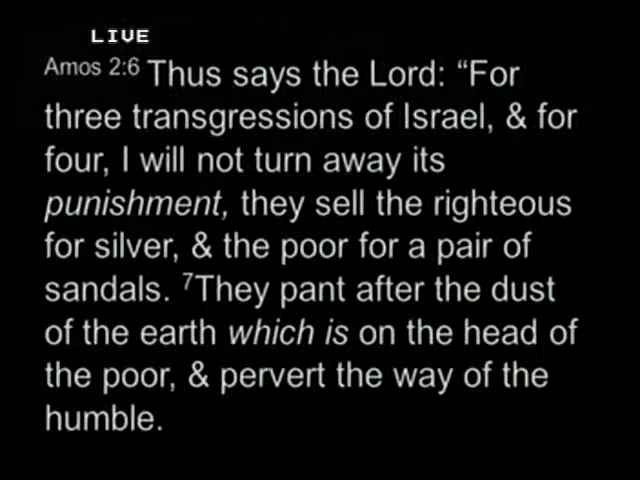 LIVE
Amos 2:6 Thus says the Lord: “For
three transgressions of Israel, & for
four, I will not turn away its
punishment, they sell the righteous
for silver, & the poor for a pair of
sandals. 7They pant after the dust
of the earth which is on the head of
the poor, & pervert the way of the
humble.